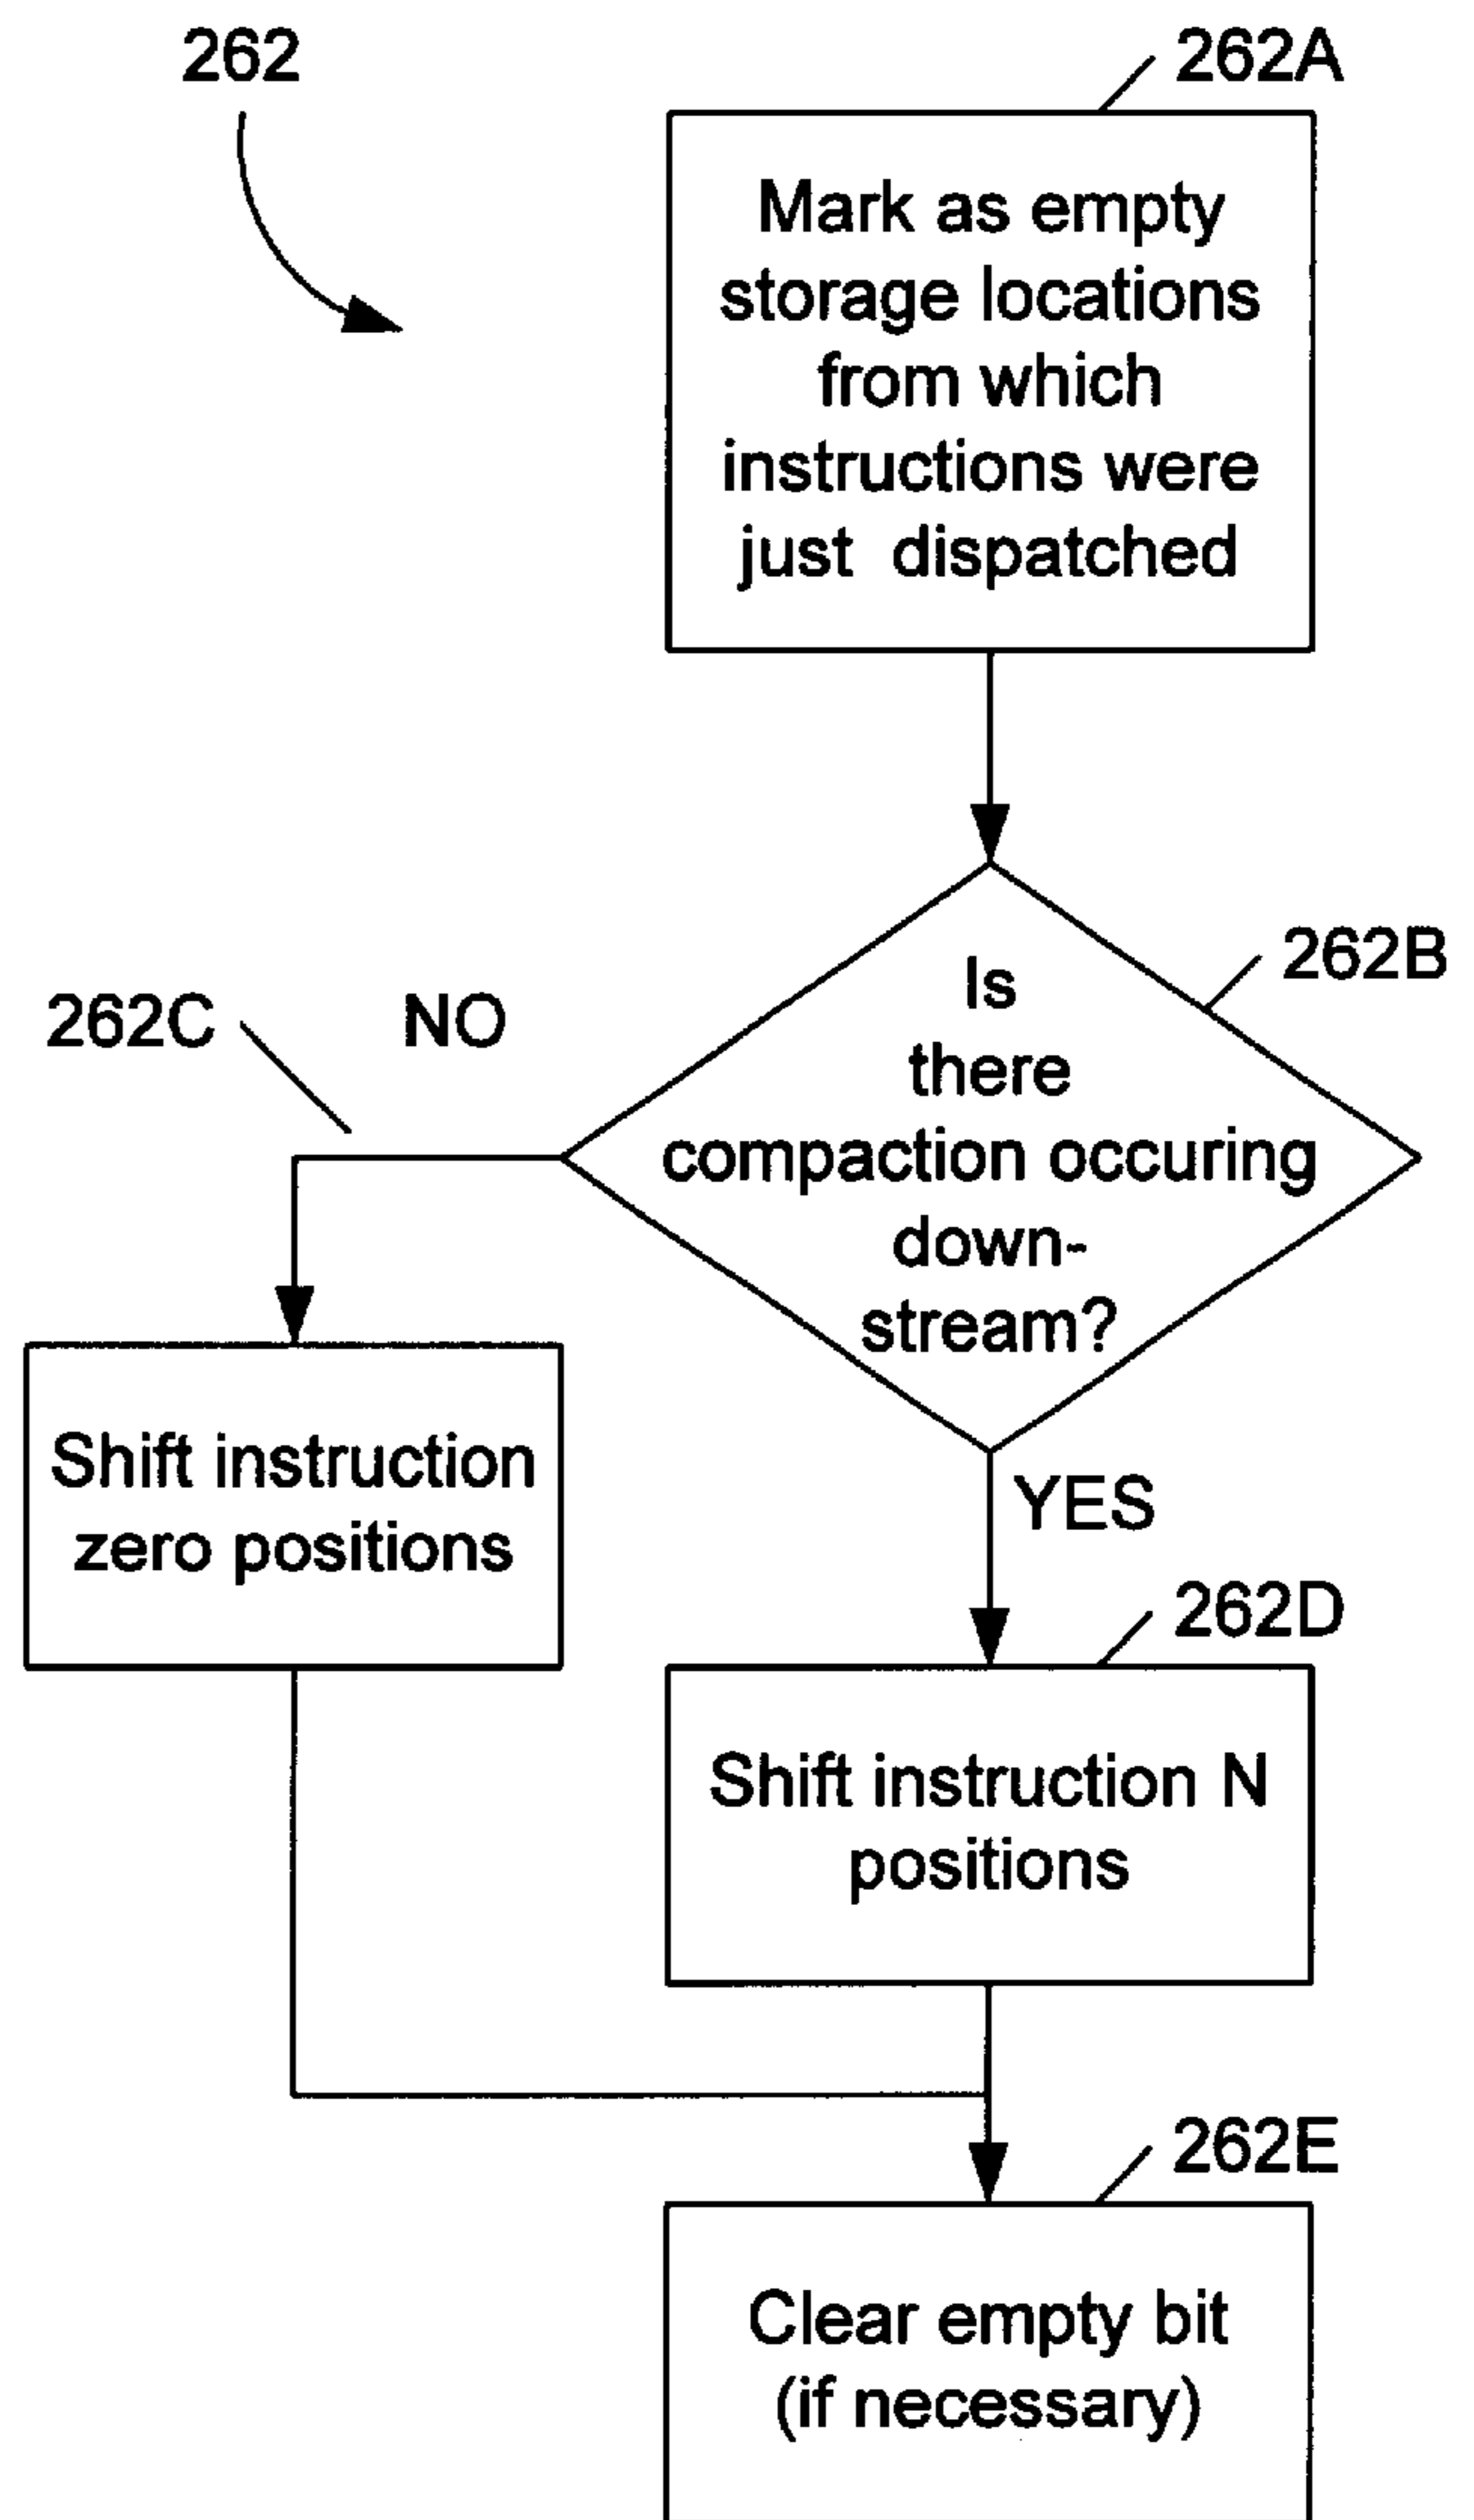 262
262A
Mark as empty
storage locations
from which
instructions were
just dispatched
262B
Is
there
compaction occuring
down-
stream?
262C
NO
Shift instruction
zero positions
YES
262D
Shift instruction N
positions
262E
Clear empty bit
(if necessary)